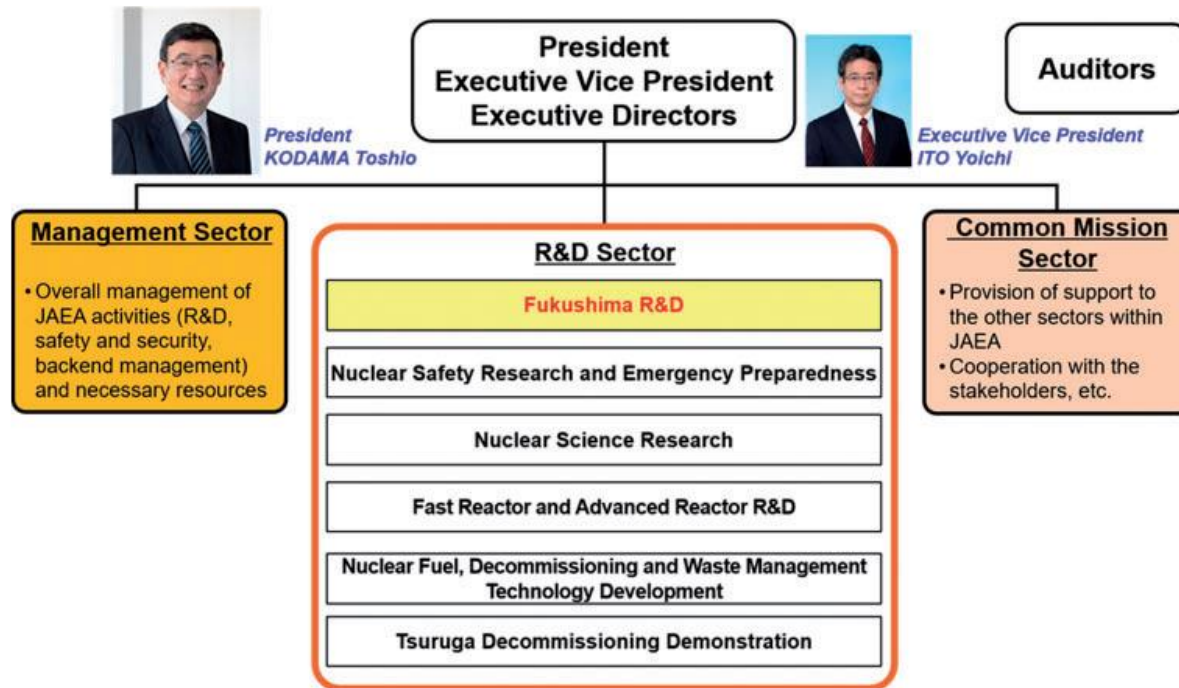 President
Executive Vice President
Executive Directors
Auditors
President
KODAMA Toshio
Executive Vice President
ITO Yoichi
Management Sector
• Overall management of
JAEA activities (R&D,
safety and security,
backend management)
and necessary resources
R&D Sector
Fukushima R&D
Nuclear Safety Research and Emergency Preparedness
Nuclear Science Research
Fast Reactor and Advanced Reactor R&D
Nuclear Fuel, Decommissioning and Waste Management
Technology Development
Tsuruga Decommissioning Demonstration
Common Mission
Sector
• Provision of support to
the other sectors within
JAEA
• Cooperation with the
stakeholders, etc.